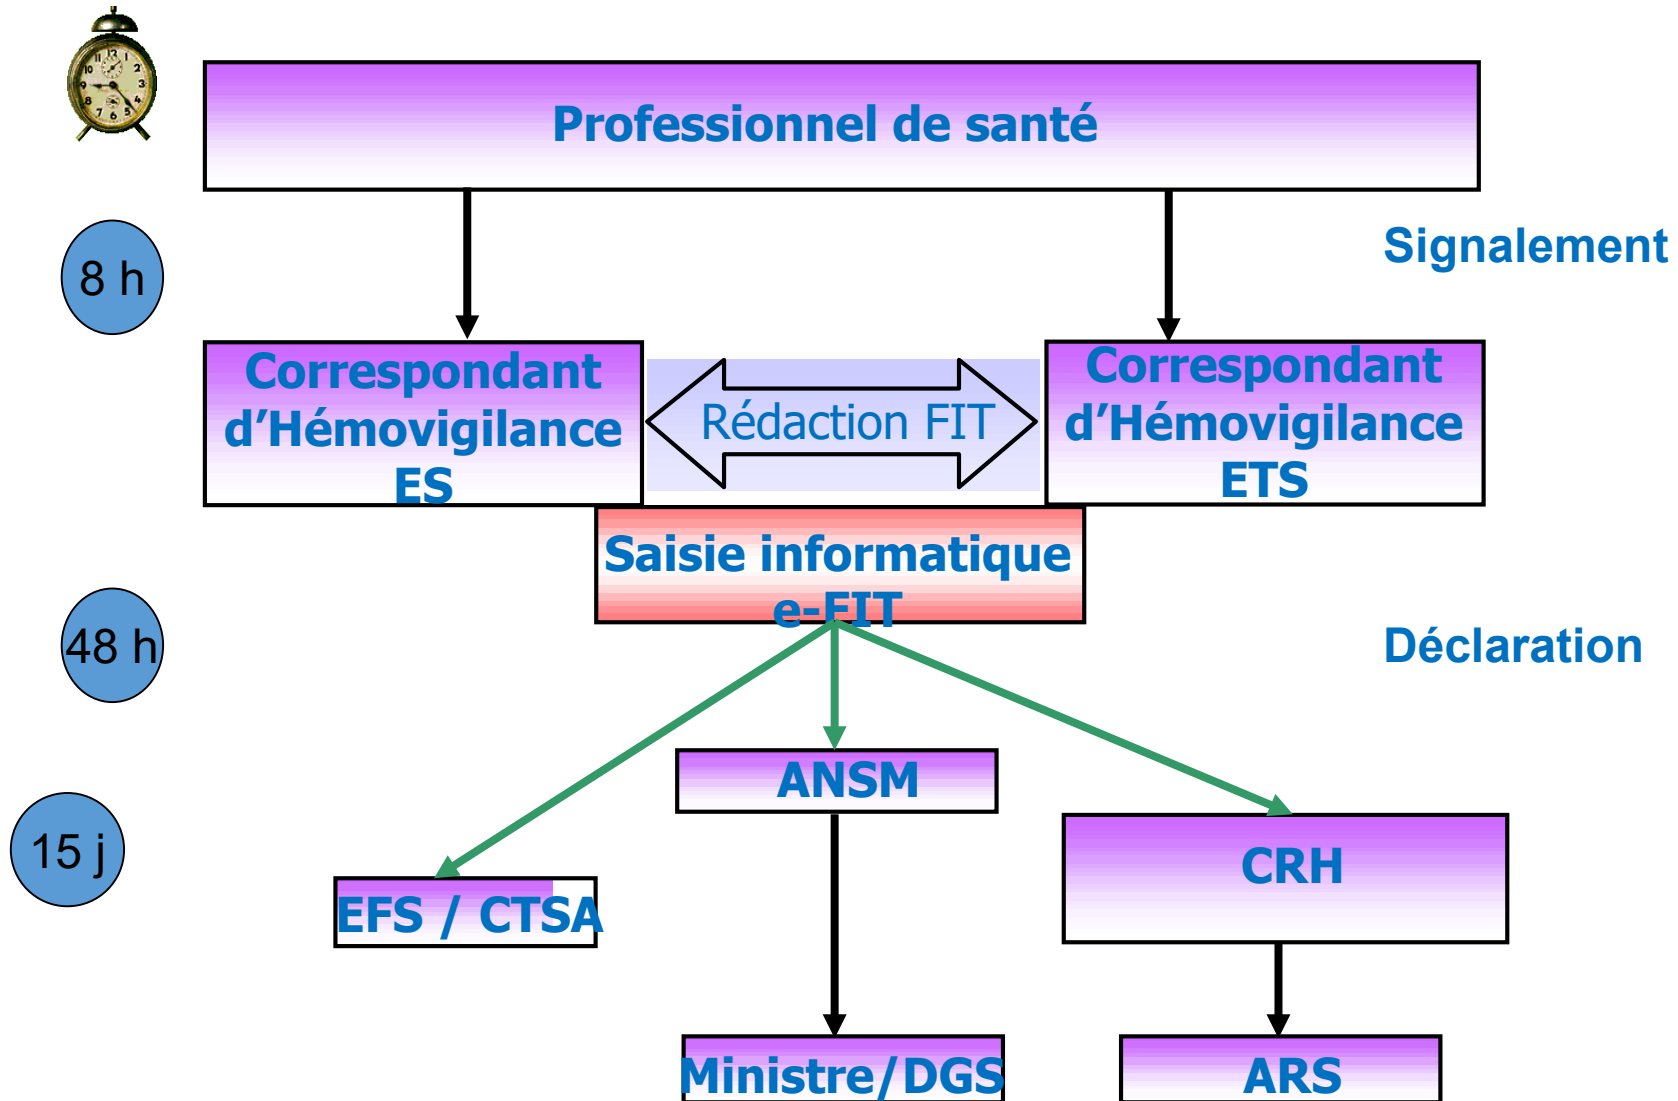 Professionnel de santé
Signalement
8 h
Correspondant
d’Hémovigilance
ES
Rédaction FIT
Correspondant
d’Hémovigilance
ETS
Saisie informatique
e-FIT
48 h
Déclaration
ANSM
15 j
CRH
EFS / CTSA
Ministre/DGS
ARS